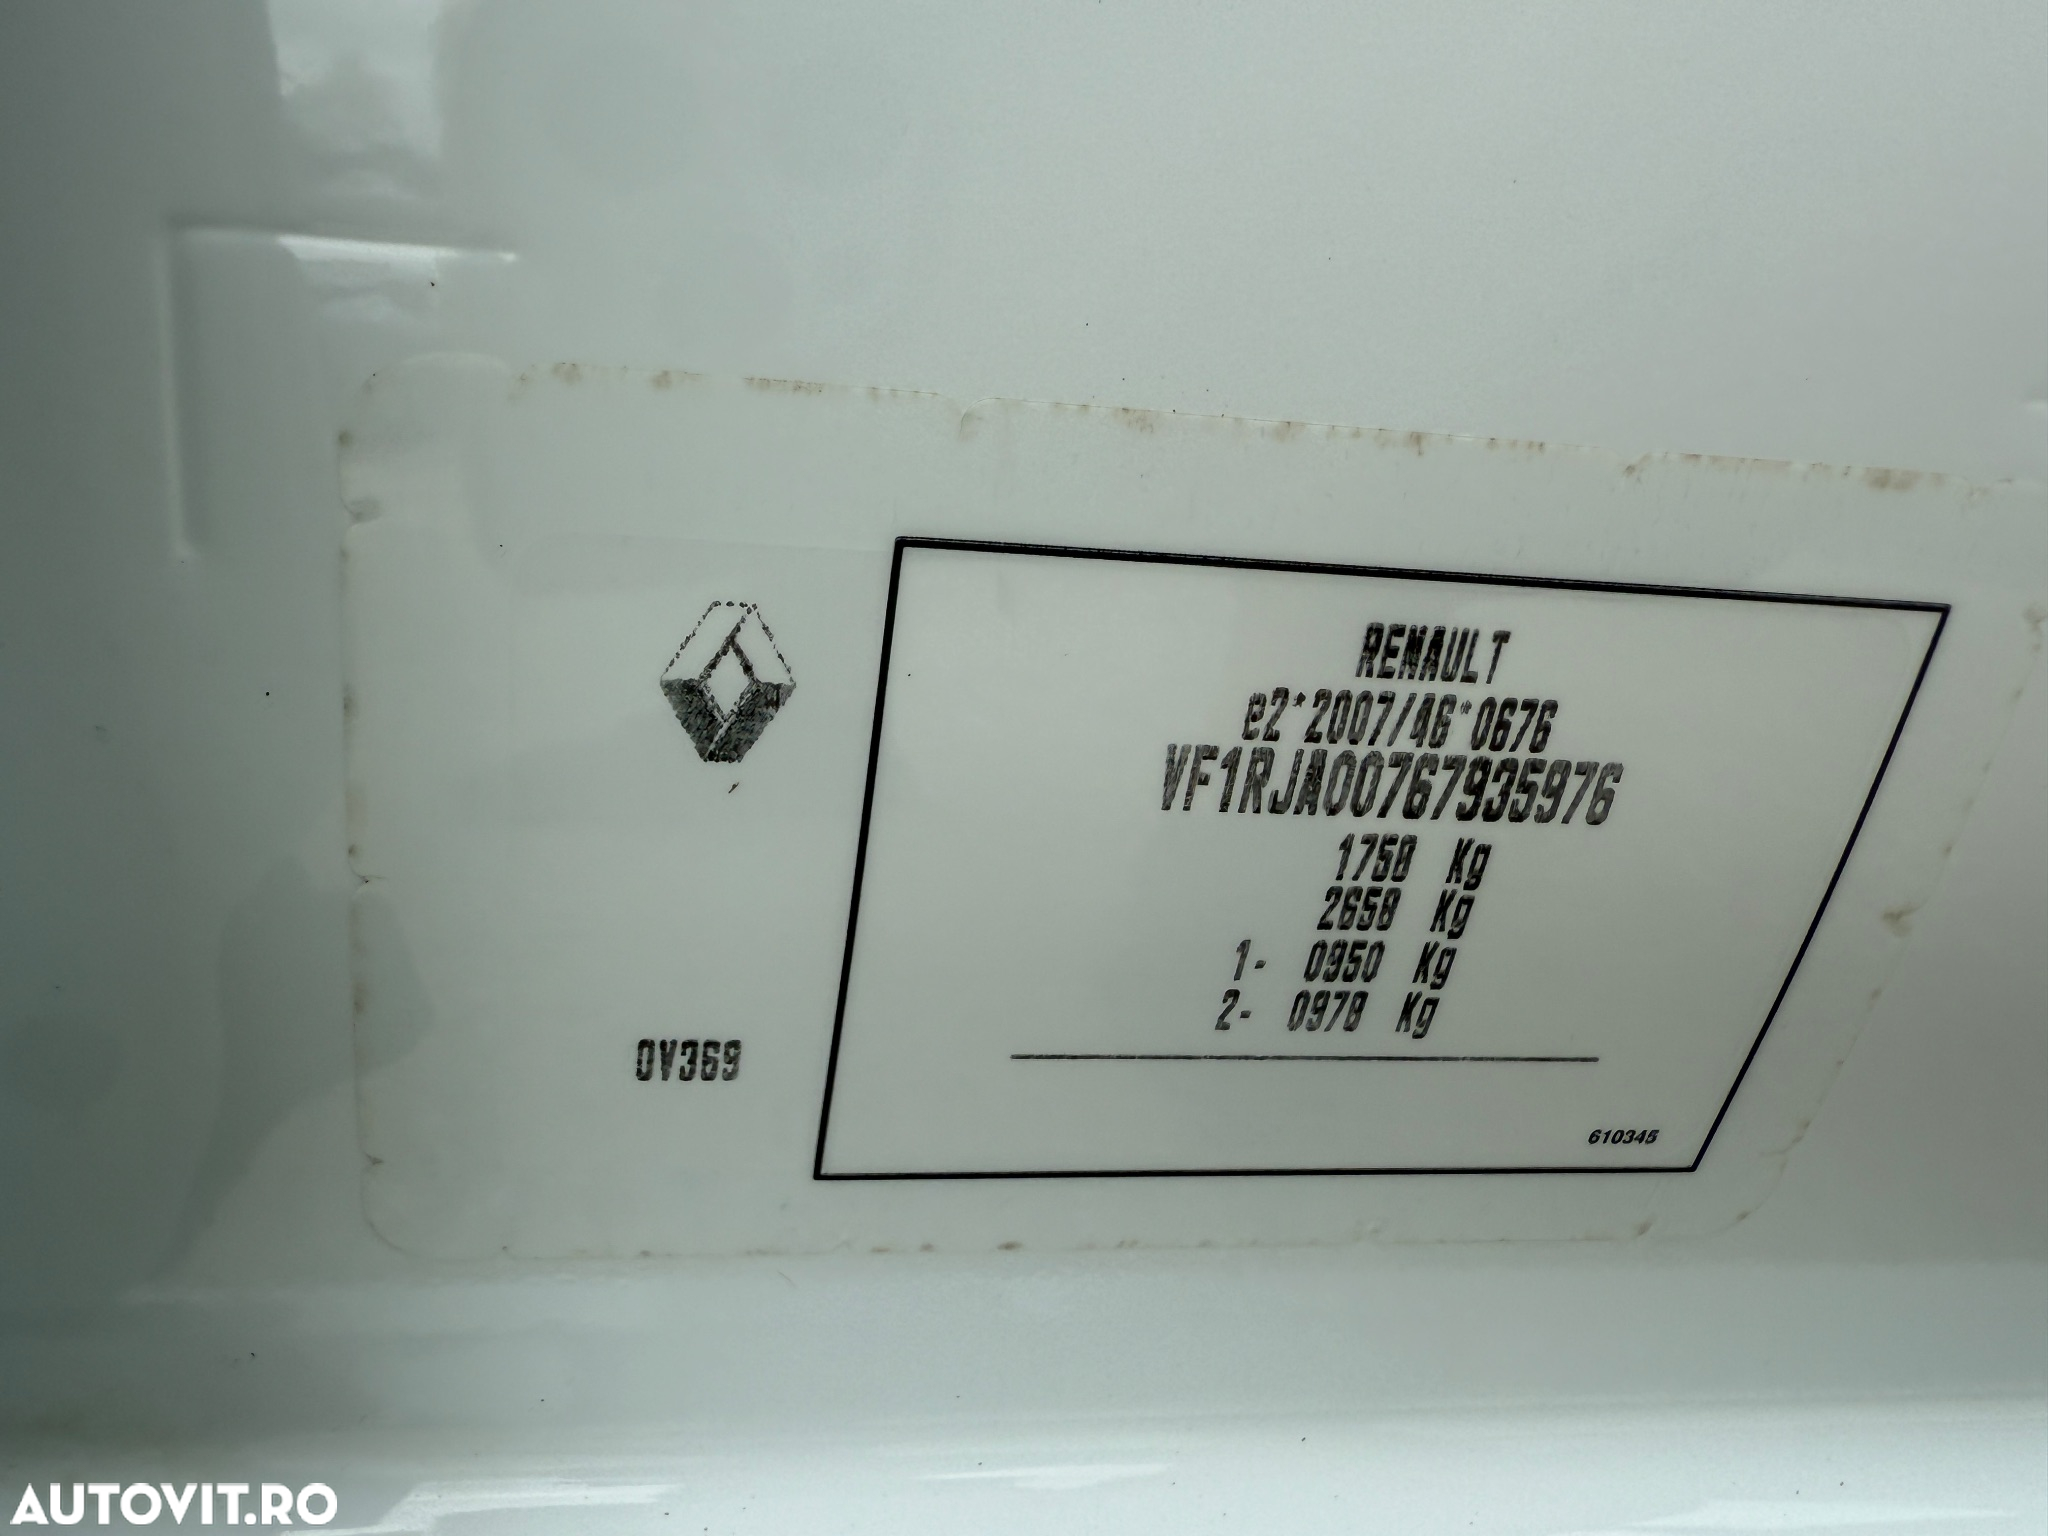 RENAULT
e2*2007/46*0676
VF1RJA00767935976
1758 Kg
2658 Kg
1- 0950 Kg
2- 0978 Kg
0V369
610345
AUTOVIT.RO